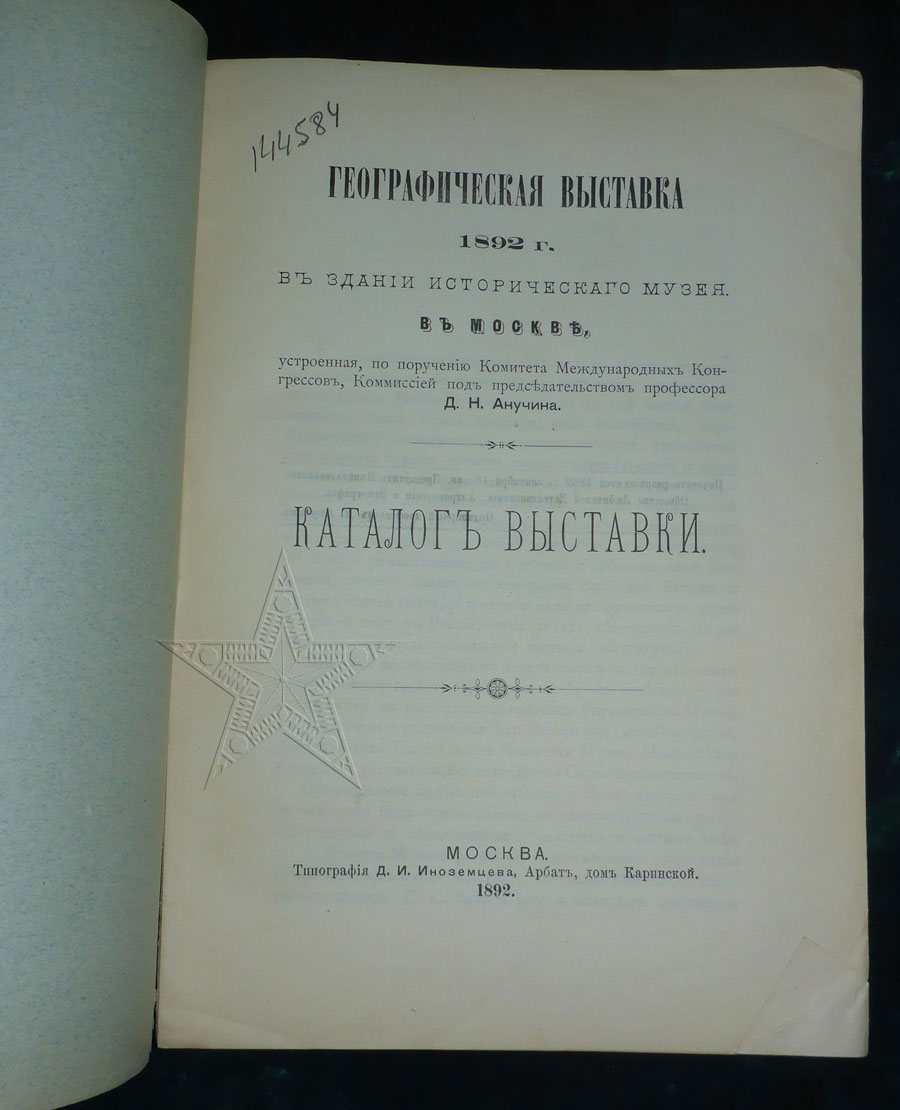 144584
ГЕОГРАФИЧЕСКАЯ ВЫСТАВКА
1892 г.
ВЪ ЗДАНІИ ИСТОРИЧЕСКАГО МУЗЕЯ.
ВЪ МОСКВѢ,
устроенная, по порученію Комитета Международныхъ Кон-
грессовъ, Коммиссіей подъ предсѣдательствомъ профессора
Д. Н. Анучина.
КАТАЛОГЪ ВЫСТАВКИ.
МОСКВА.
Типографія Д. И. Иноземцева, Арбатъ, домъ Каринской.
1892.